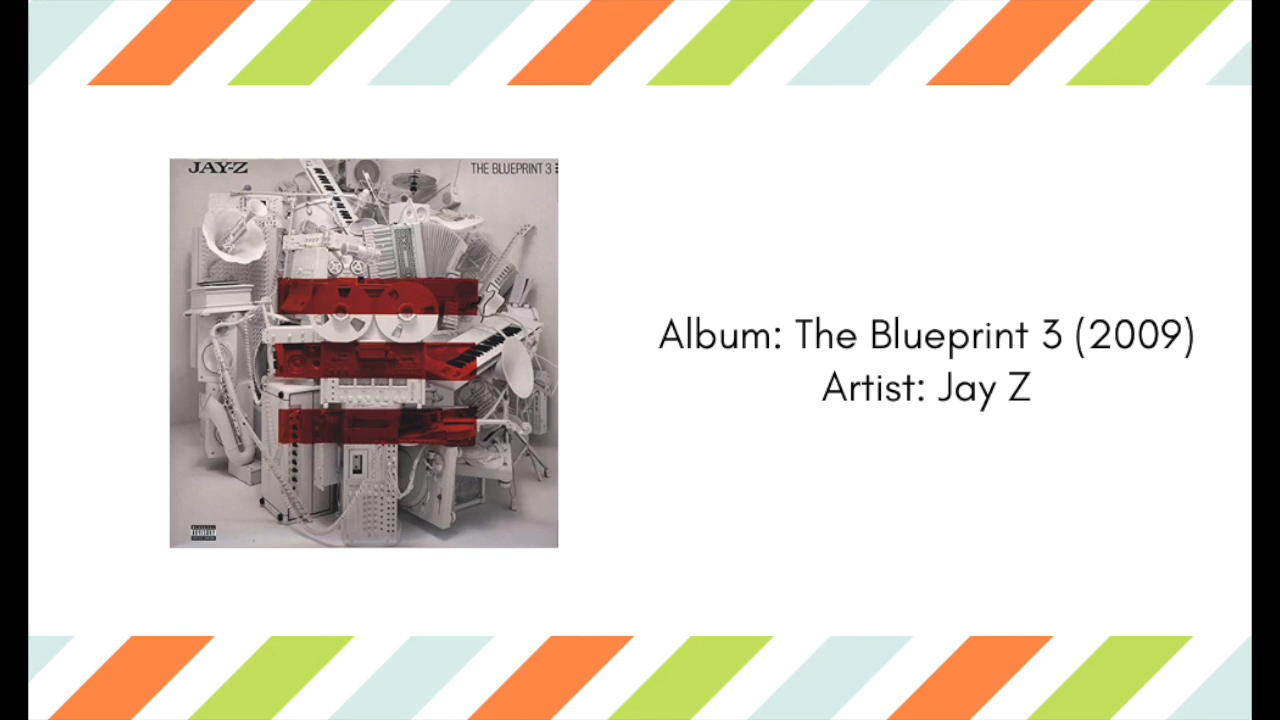 JAY-Z
THE BLUEPRINT 3
Album: The Blueprint 3 (2009)
Artist: Jay Z